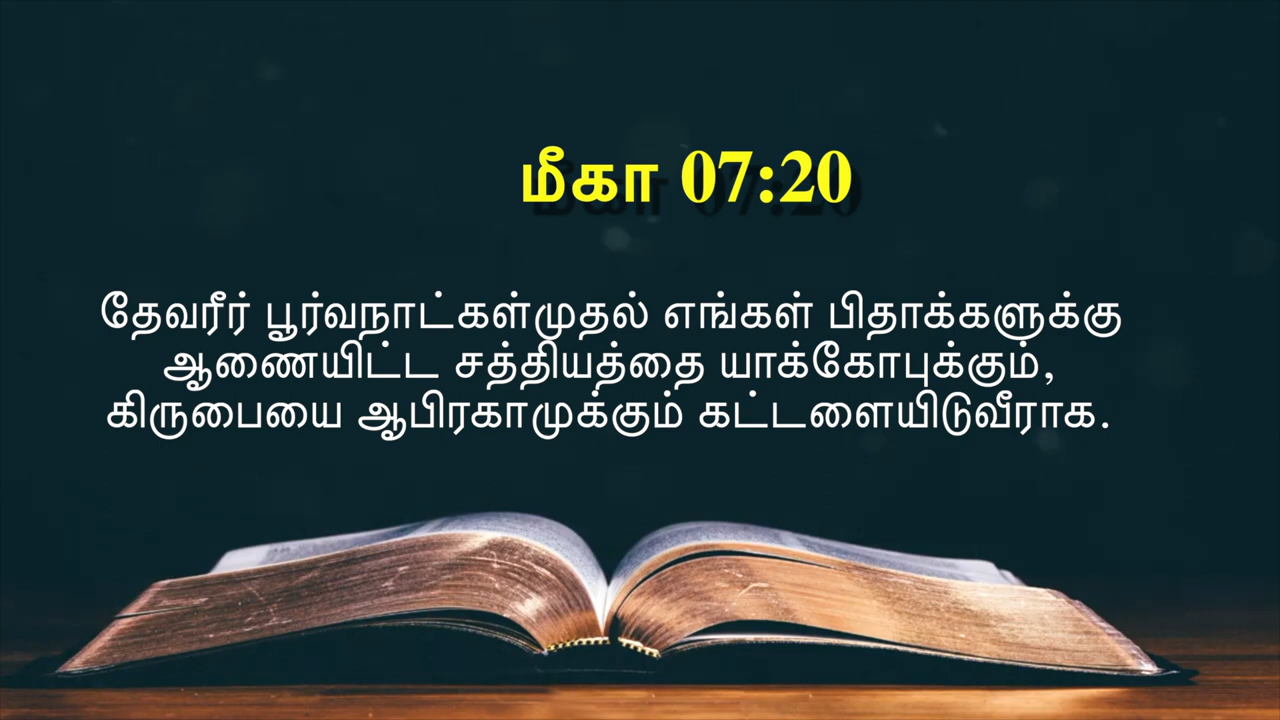 மீகா 07:20
தேவரீர் பூர்வநாட்கள்முதல் எங்கள் பிதாக்களுக்கு
ஆணையிட்ட சத்தியத்தை யாக்கோபுக்கும்,
கிருபையை ஆபிரகாமுக்கும் கட்டளையிடுவீராக.